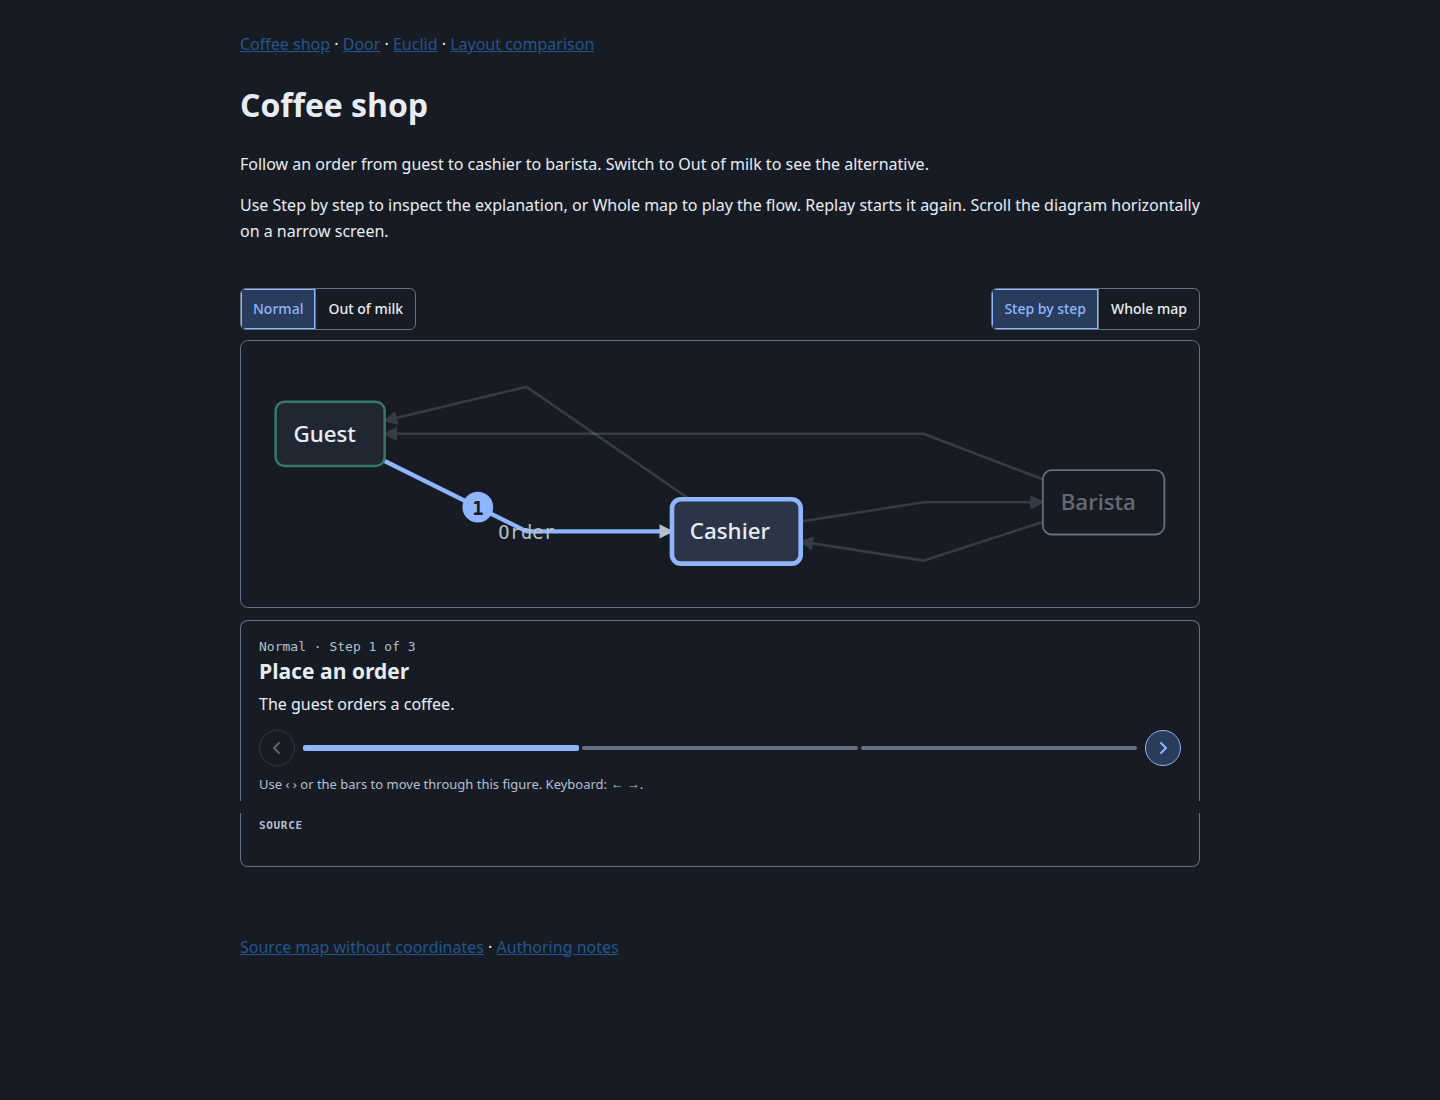 Coffee shop · Door · Euclid · Layout comparison
Coffee shop
Follow an order from guest to cashier to barista. Switch to Out of milk to see the alternative.
Use Step by step to inspect the explanation, or Whole map to play the flow. Replay starts it again. Scroll the diagram horizontally
on a narrow screen.
Normal Out of milk Step by step Whole map
Guest
Barista
1
Order
Cashier
Normal · Step 1 of 3
Place an order
The guest orders a coffee.
Use ‹ › or the bars to move through this figure. Keyboard: ← →.
SOURCE
Source map without coordinates · Authoring notes